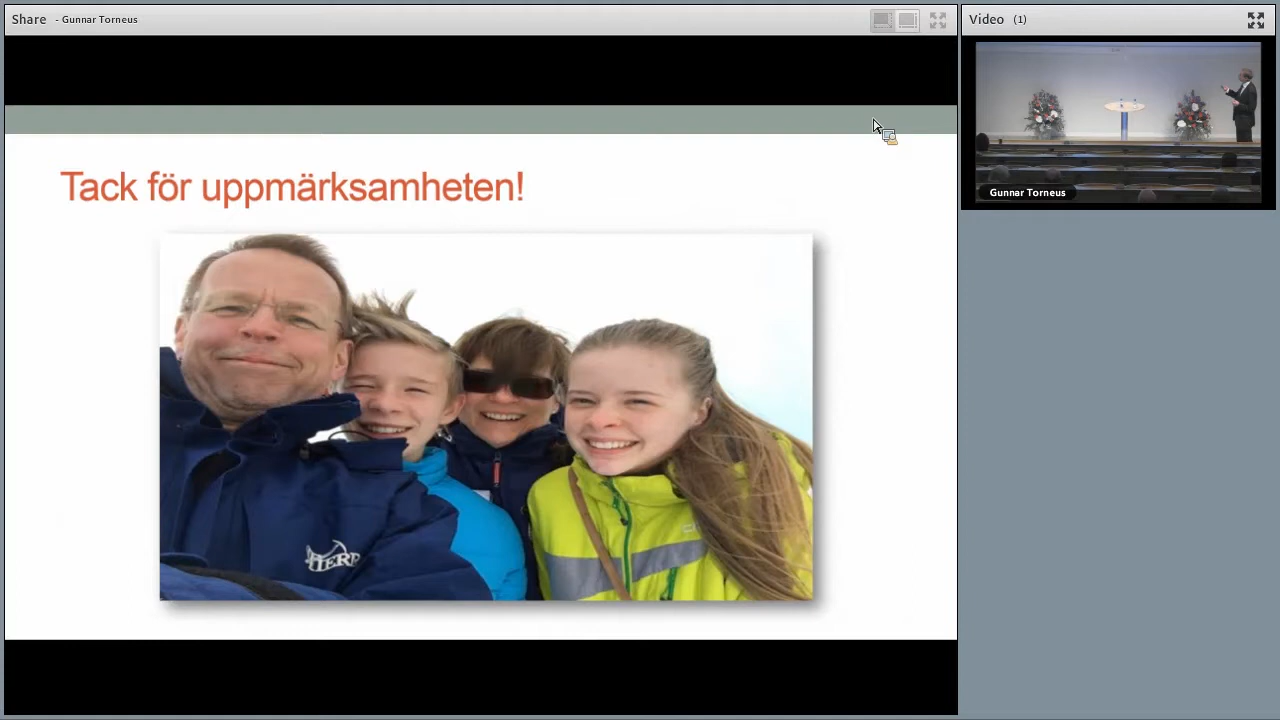 Share - Gunnar Torneus
Video (1)
Tack för uppmärksamheten!
Gunnar Torneus